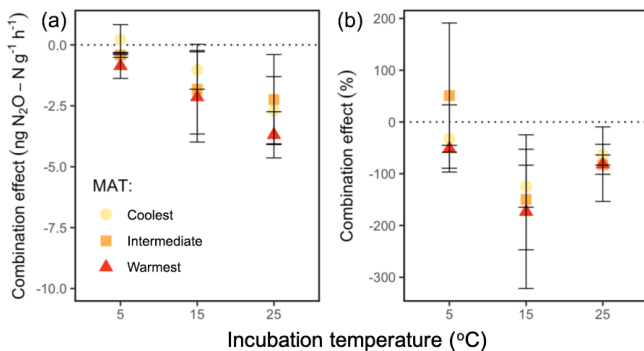 (a)
(b)
Combination effect (ng N₂O – N g⁻¹ h⁻¹)
0.0
-2.5
-5.0
-7.5
-10.0
MAT:
Coolest
Intermediate
Warmest
5 15 25
Combination effect (%)
200
100
0
-100
-200
-300
5 15 25
Incubation temperature (°C)